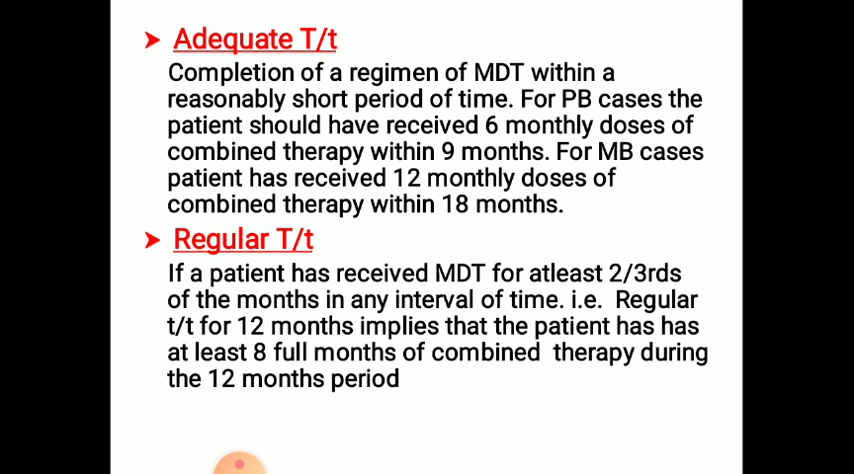 ➤ Adequate T/t
Completion of a regimen of MDT within a
reasonably short period of time. For PB cases the
patient should have received 6 monthly doses of
combined therapy within 9 months. For MB cases
patient has received 12 monthly doses of
combined therapy within 18 months.
➤ Regular T/t
If a patient has received MDT for atleast 2/3rds
of the months in any interval of time. i.e. Regular
t/t for 12 months implies that the patient has has
at least 8 full months of combined therapy during
the 12 months period